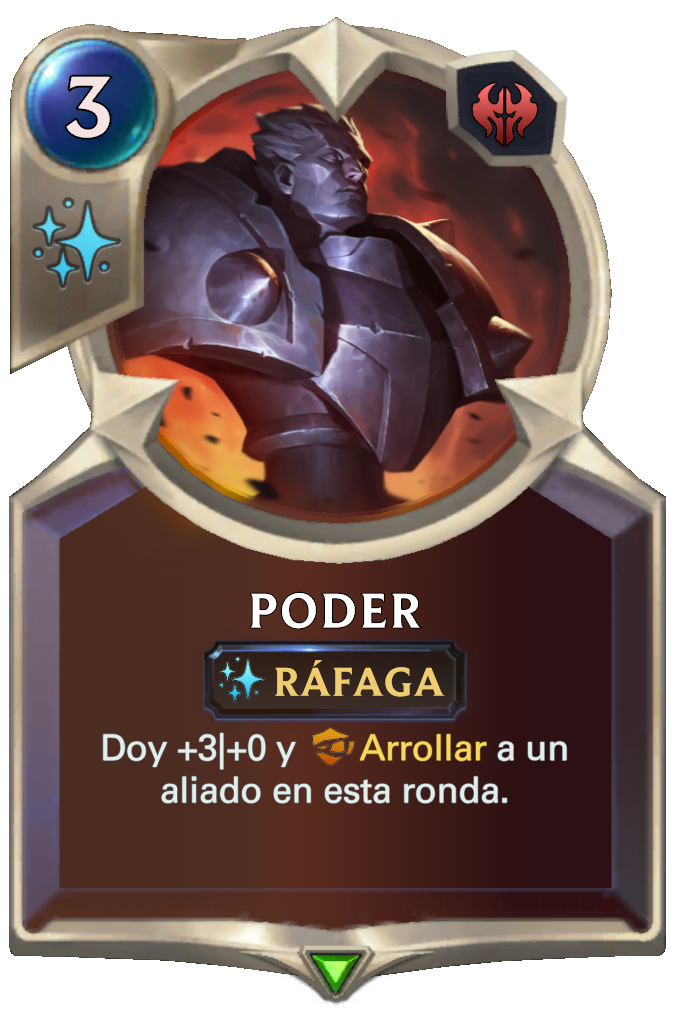 3
PODER
RÁFAGA
Doy +3|+0 y Arrollar a un
aliado en esta ronda.